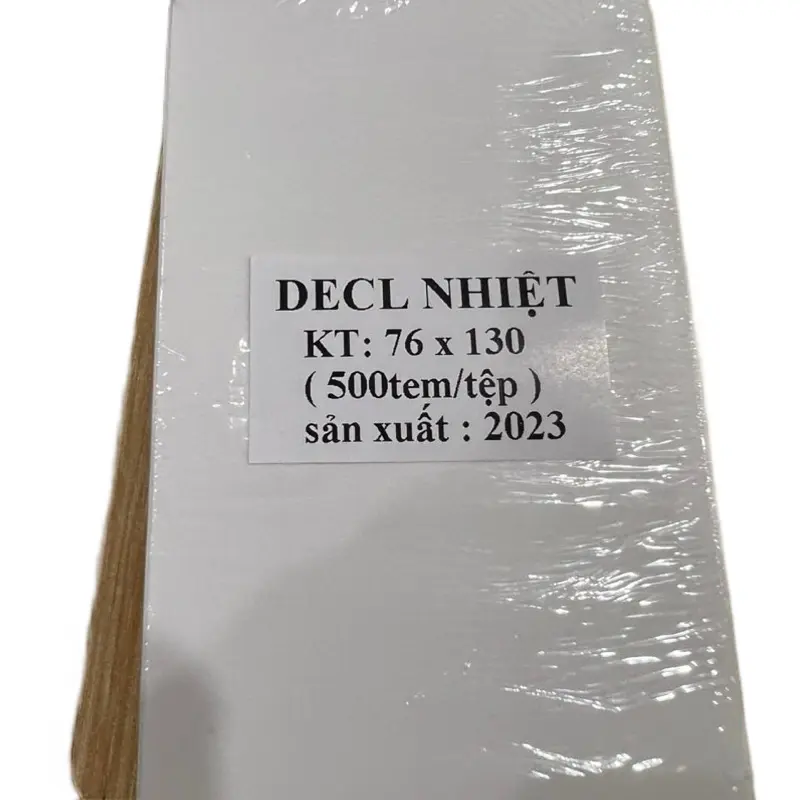 DECL NHIỆT
KT: 76 x 130
( 500tem/tệp )
sản xuất : 2023